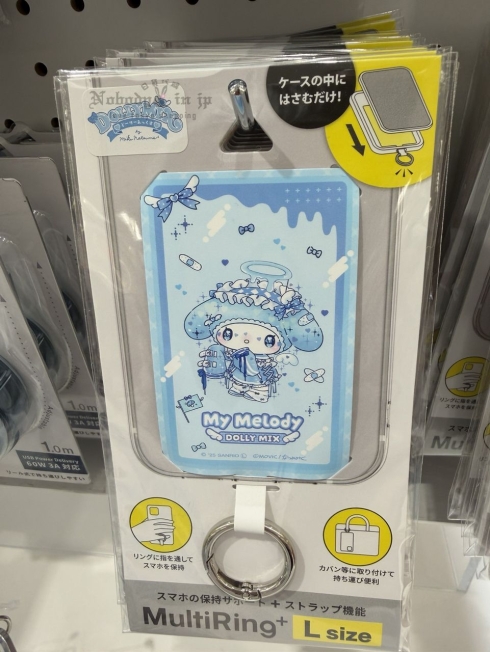 Nobody's in jp
ケースの中に
はさむだけ!
My Melody
DOLLY MIX
リングに指を通して
スマホを保持
カバン等に取り付けて
持ち運び便利
スマホの保持サポート + ストラップ機能
MultiRing+
L size
1.0m
1.0m
USB Power Delivery
60W 3A 対応